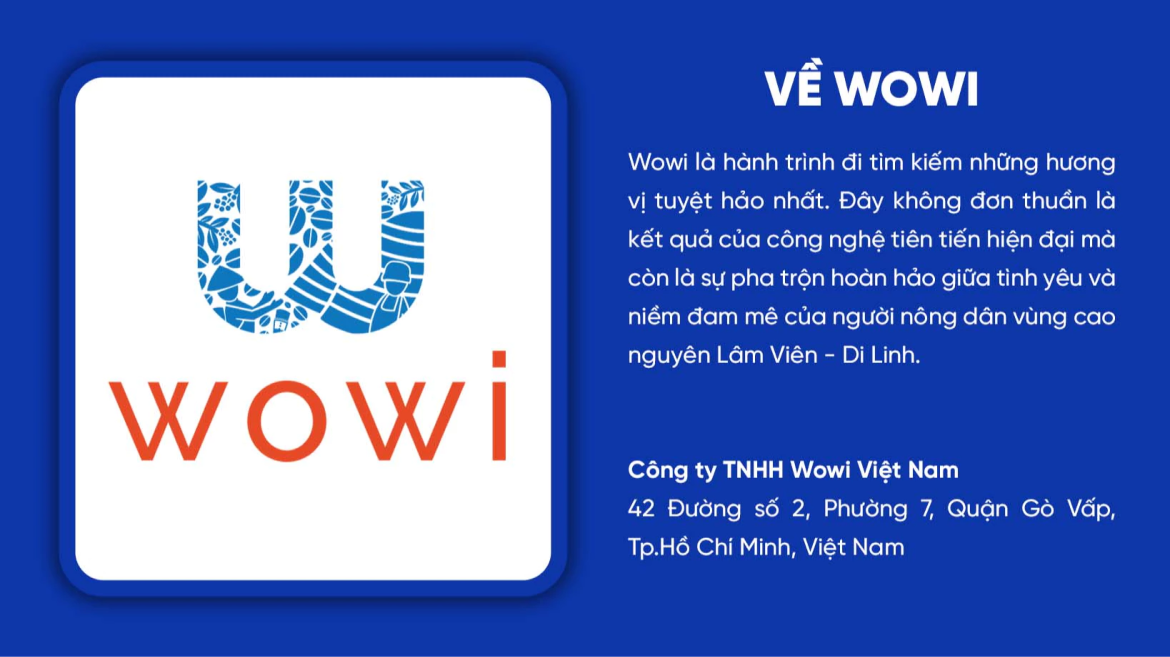 wowi
VỀ WOWI
Wowi là hành trình đi tìm kiếm những hương
vị tuyệt hảo nhất. Đây không đơn thuần là
kết quả của công nghệ tiên tiến hiện đại mà
còn là sự pha trộn hoàn hảo giữa tình yêu và
niềm đam mê của người nông dân vùng cao
nguyên Lâm Viên - Di Linh.
Công ty TNHH Wowi Việt Nam
42 Đường số 2, Phường 7, Quận Gò Vấp,
Tp.Hồ Chí Minh, Việt Nam